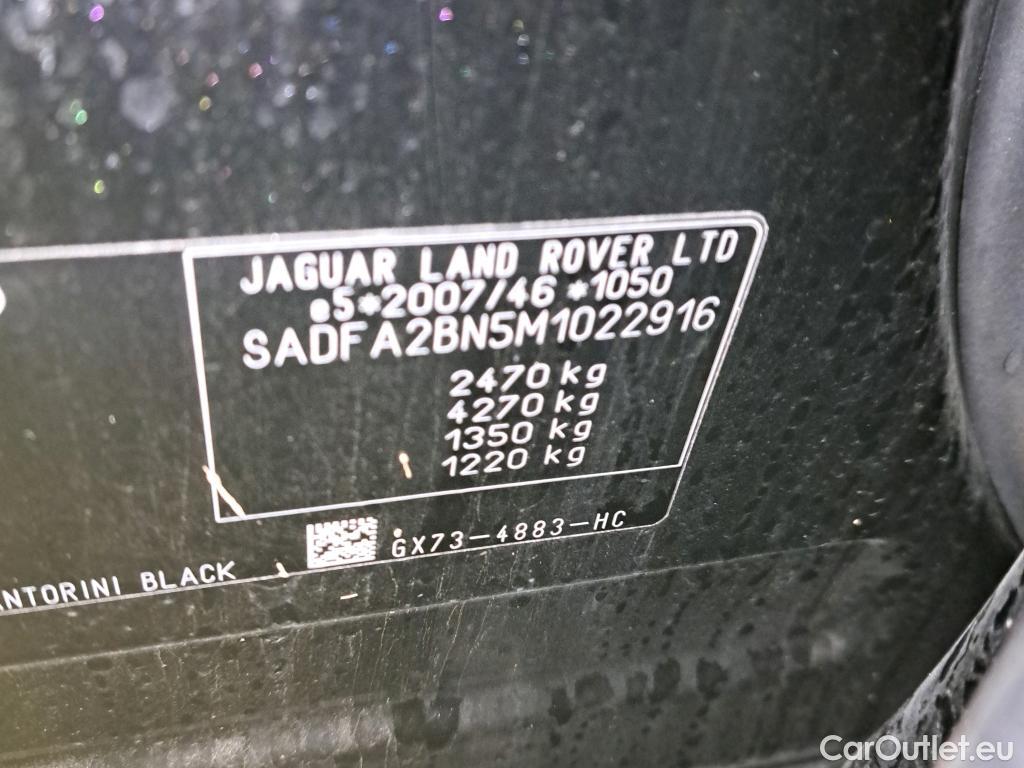 JAGUAR LAND ROVER LTD
e5*2007/46*1050
SADFA2BN5M1022916
2470 kg
4270 kg
1350 kg
1220 kg
GX73-4883-HC
BLACK
CarOutlet.eu